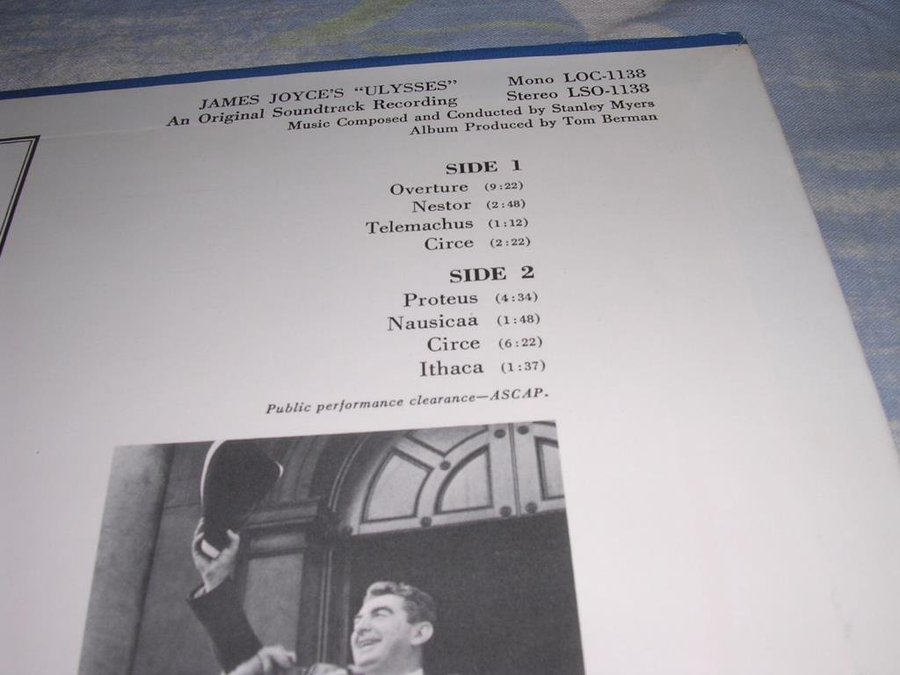 JAMES JOYCE'S "ULYSSES" Mono LOC-1138
An Original Soundtrack Recording Stereo LSO-1138
Music Composed and Conducted by Stanley Myers
Album Produced by Tom Berman
SIDE 1
Overture (9:22)
Nestor (2:48)
Telemachus (1:12)
Circe (2:22)
SIDE 2
Proteus (4:34)
Nausicaa (1:48)
Circe (6:22)
Ithaca (1:37)
Public performance clearance—ASCAP.